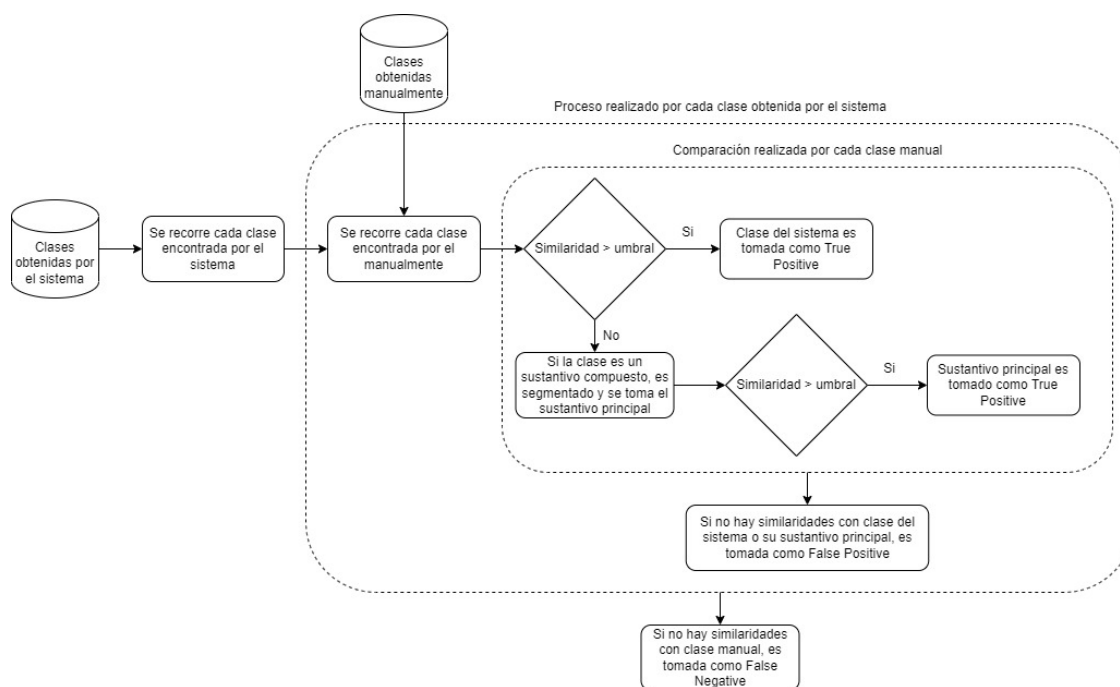 Clases
obtenidas
manualmente
Proceso realizado por cada clase obtenida por el sistema
Comparación realizada por cada clase manual
Clases
obtenidas por
el sistema
Se recorre cada clase
encontrada por el
sistema
Se recorre cada clase
encontrada por el
manualmente
Similaridad > umbral
Si
Clase del sistema es
tomada como True
Positive
No
Si la clase es un
sustantivo compuesto, es
segmentado y se toma el
sustantivo principal
Similaridad > umbral
Si
Sustantivo principal es
tomado como True
Positive
Si no hay similaridades con clase del
sistema o su sustantivo principal, es
tomada como False Positive
Si no hay similaridades
con clase manual, es
tomada como False
Negative